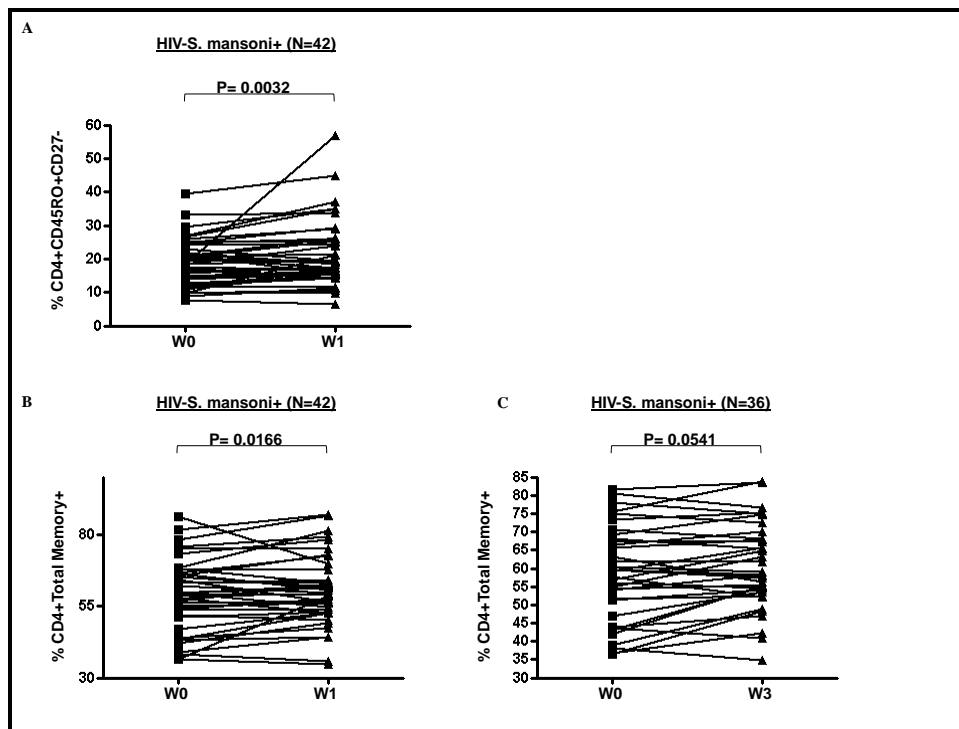 A
HIV-S. mansoni+ (N=42)
P= 0.0032
% CD4+CD45RO+CD27-
60
50
40
30
20
10
0
W0 W1
B
HIV-S. mansoni+ (N=42)
P= 0.0166
% CD4+Total Memory+
80
55
30
W0 W1
C
HIV-S. mansoni+ (N=36)
P= 0.0541
% CD4+Total Memory+
85
80
75
70
65
60
55
50
45
40
35
30
W0 W3